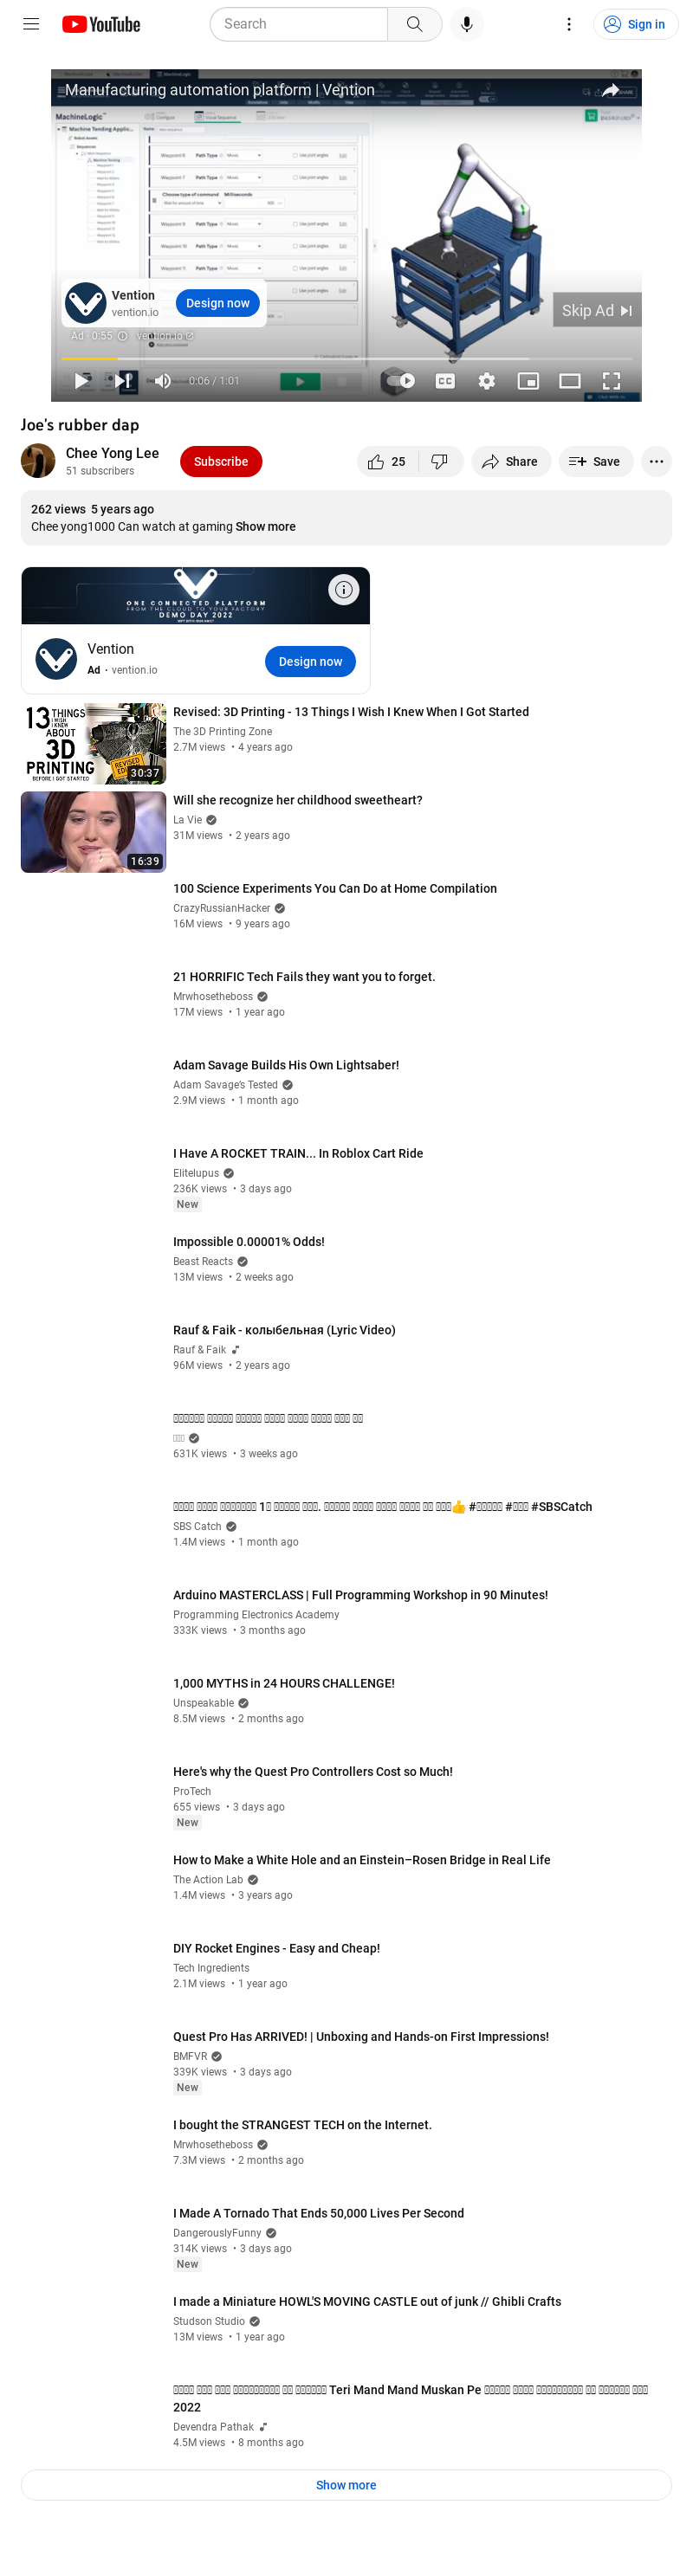 YouTube
Search
Sign in
Manufacturing automation platform | Vention
MachineLogic
Machine Tending Applic...
Choose type of command Milliseconds
Vention
vention.io
Design now
Skip Ad
Ad · 0:55 vention.io
0:06 / 1:01
CC
Joe's rubber dap
Chee Yong Lee
51 subscribers
Subscribe
25
Share
Save
262 views 5 years ago
Chee yong1000 Can watch at gaming Show more
ONE CONNECTED PLATFORM
FROM THE CLOUD TO YOUR FACTORY
DEMO DAY 2022
Vention
Ad • vention.io
Design now
13 THINGS
I WISH I KNEW
ABOUT
3D
PRINTING
BEFORE I GOT STARTED
REVISED EDITION
30:37
Revised: 3D Printing - 13 Things I Wish I Knew When I Got Started
The 3D Printing Zone
2.7M views • 4 years ago
16:39
Will she recognize her childhood sweetheart?
La Vie
31M views • 2 years ago
100 Science Experiments You Can Do at Home Compilation
CrazyRussianHacker
16M views • 9 years ago
21 HORRIFIC Tech Fails they want you to forget.
Mrwhosetheboss
17M views • 1 year ago
Adam Savage Builds His Own Lightsaber!
Adam Savage's Tested
2.9M views • 1 month ago
I Have A ROCKET TRAIN... In Roblox Cart Ride
Elitelupus
236K views • 3 days ago
New
Impossible 0.00001% Odds!
Beast Reacts
13M views • 2 weeks ago
Rauf & Faik - колыбельная (Lyric Video)
Rauf & Faik
96M views • 2 years ago
631K views • 3 weeks ago
1 . 👍 # # #SBSCatch
SBS Catch
1.4M views • 1 month ago
Arduino MASTERCLASS | Full Programming Workshop in 90 Minutes!
Programming Electronics Academy
333K views • 3 months ago
1,000 MYTHS in 24 HOURS CHALLENGE!
Unspeakable
8.5M views • 2 months ago
Here's why the Quest Pro Controllers Cost so Much!
ProTech
655 views • 3 days ago
New
How to Make a White Hole and an Einstein–Rosen Bridge in Real Life
The Action Lab
1.4M views • 3 years ago
DIY Rocket Engines - Easy and Cheap!
Tech Ingredients
2.1M views • 1 year ago
Quest Pro Has ARRIVED! | Unboxing and Hands-on First Impressions!
BMFVR
339K views • 3 days ago
New
I bought the STRANGEST TECH on the Internet.
Mrwhosetheboss
7.3M views • 2 months ago
I Made A Tornado That Ends 50,000 Lives Per Second
DangerouslyFunny
314K views • 3 days ago
New
I made a Miniature HOWL'S MOVING CASTLE out of junk // Ghibli Crafts
Studson Studio
13M views • 1 year ago
Teri Mand Mand Muskan Pe
2022
Devendra Pathak
4.5M views • 8 months ago
Show more